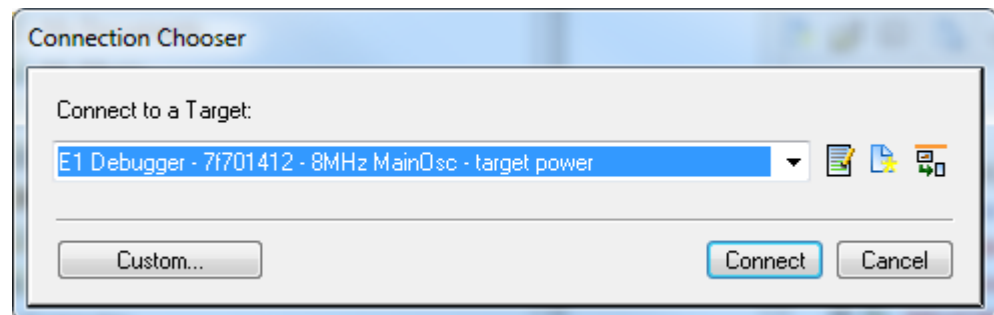 Connection Chooser
Connect to a Target:
E1 Debugger - 7f701412 - 8MHz MainOsc - target power
Custom...
Connect
Cancel